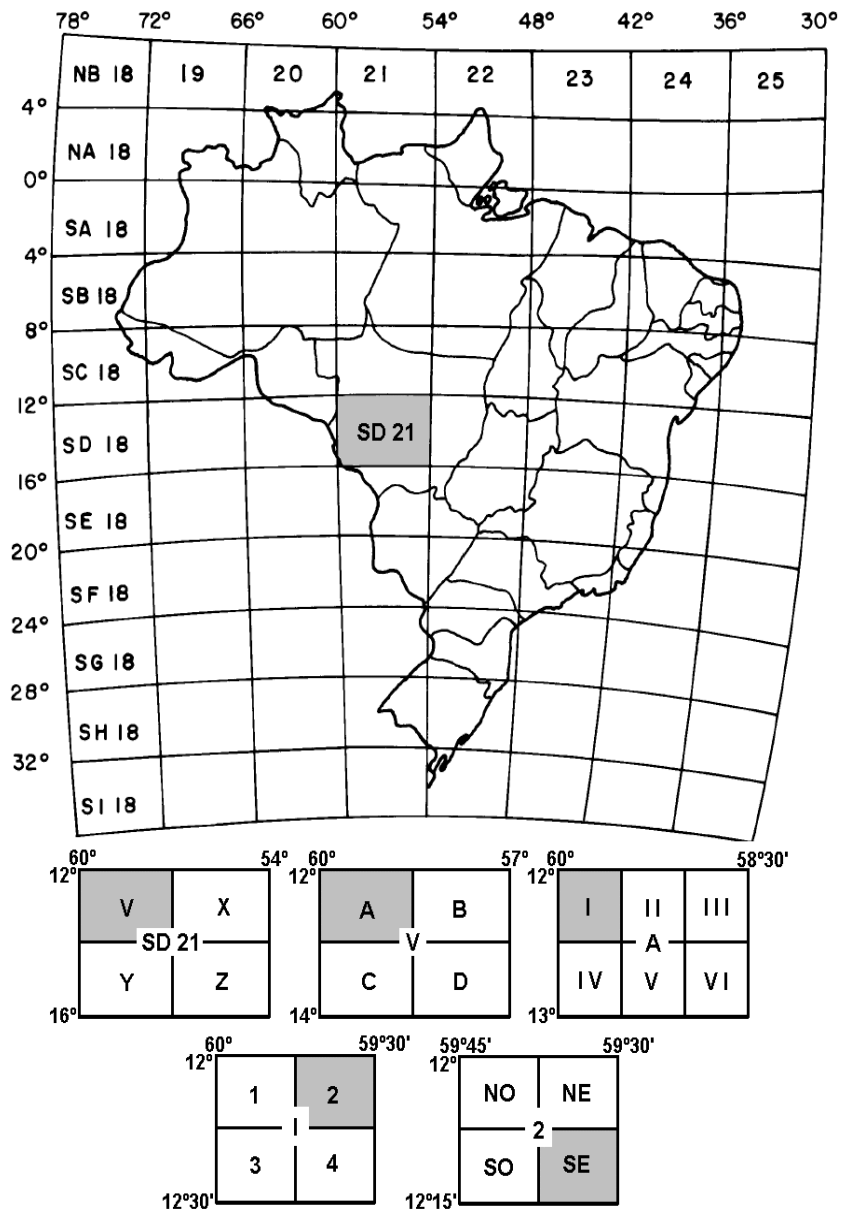 78° 72° 66° 60° 54° 48° 42° 36° 30°
NB 18 19 20 21 22 23 24 25
4°
NA 18
0°
SA 18
4°
SB 18
8°
SC 18
12°
SD 18 SD 21
16°
SE 18
20°
SF 18
24°
SG 18
28°
SH 18
32°
SI 18
60° 54° 60° 57° 60° 58°30'
12° 12° 12°
V X A B I II III
SD 21 V A
Y Z C D IV V VI
16° 14° 13°
60° 59°30' 59°45' 59°30'
12° 12°
1 2 NO NE
I 2
3 4 SO SE
12°30' 12°15'